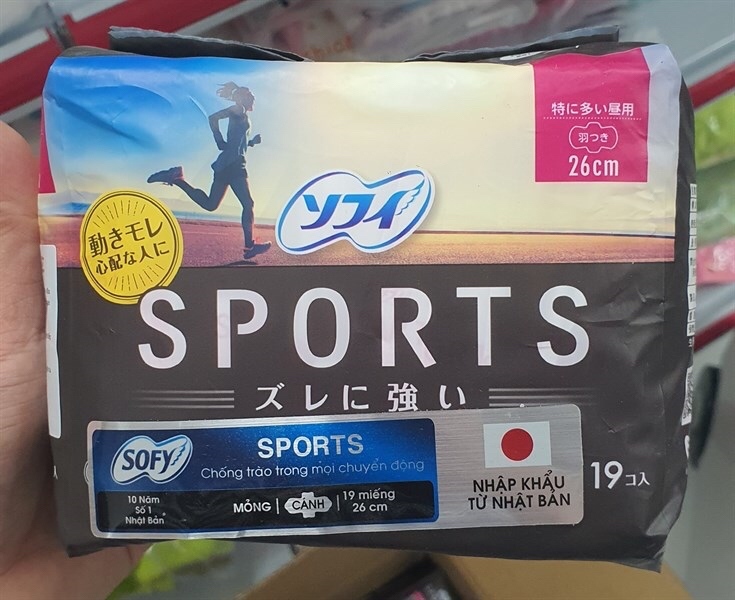 特に多い昼用
羽つき
26cm
ソフィ
動きモレ
心配な人に
SPORTS
ズレに強い
SOFY
SPORTS
Chống trào trong mọi chuyển động
10 Năm
Số 1
Nhật Bản
MỎNG | CÁNH | 19 miếng
26 cm
NHẬP KHẨU
TỪ NHẬT BẢN
19コ入